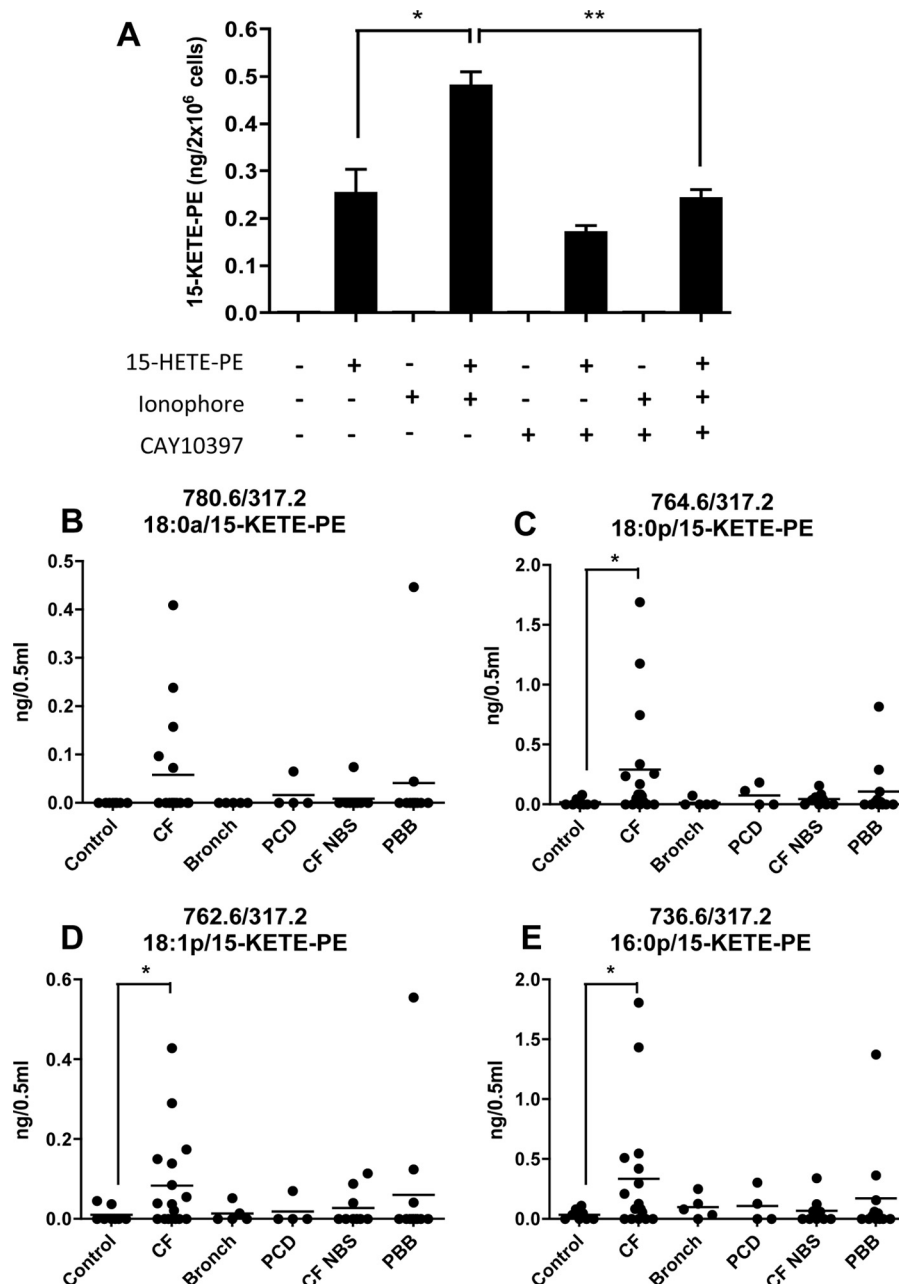 A
* **
15-KETE-PE (ng/2x10⁶ cells)
0.6
0.5
0.4
0.3
0.2
0.1
0.0
15-HETE-PE - + - + - + - +
Ionophore - - + + - - + +
CAY10397 - - - - + + + +
B
780.6/317.2
18:0a/15-KETE-PE
ng/0.5ml
0.5
0.4
0.3
0.2
0.1
0.0
Control CF Bronch PCD CF NBS PBB
C
764.6/317.2
18:0p/15-KETE-PE
*
ng/0.5ml
2.0
1.5
1.0
0.5
0.0
Control CF Bronch PCD CF NBS PBB
D
762.6/317.2
18:1p/15-KETE-PE
*
ng/0.5ml
0.6
0.4
0.2
0.0
Control CF Bronch PCD CF NBS PBB
E
736.6/317.2
16:0p/15-KETE-PE
*
ng/0.5ml
2.0
1.5
1.0
0.5
0.0
Control CF Bronch PCD CF NBS PBB